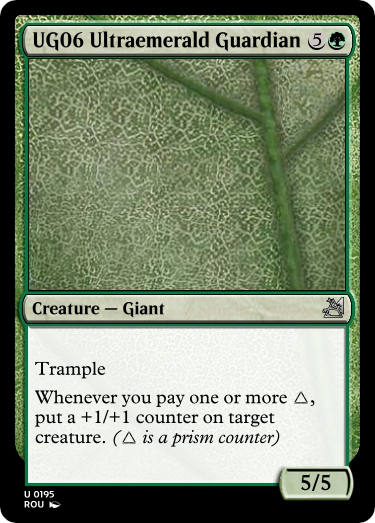 UG06 Ultraemerald Guardian 5
Creature — Giant
Trample
Whenever you pay one or more △,
put a +1/+1 counter on target
creature. (△ is a prism counter)
5/5
U 0195
ROU